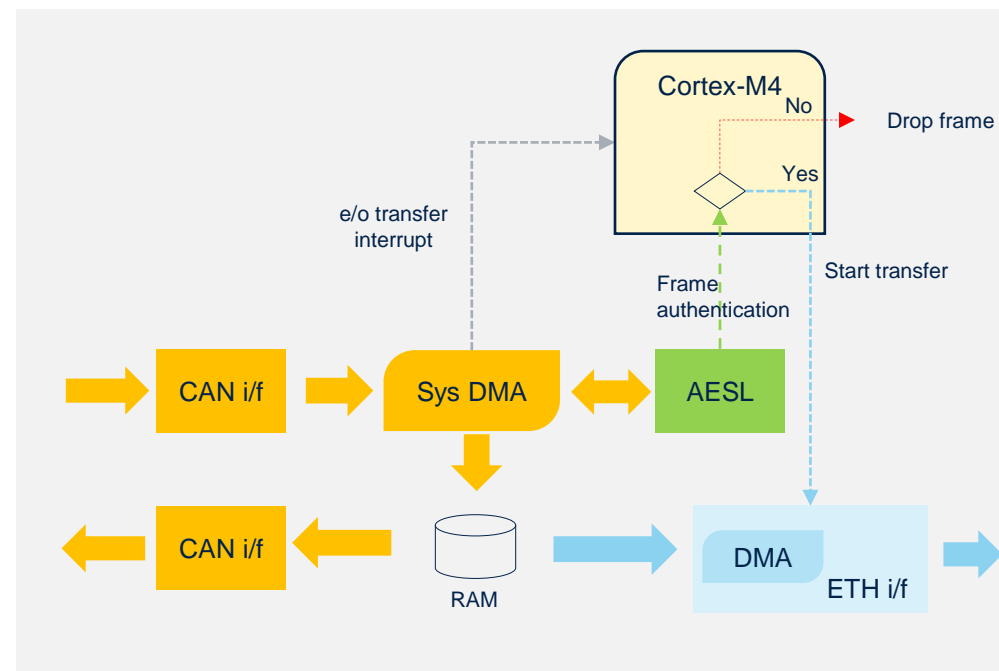 Cortex-M4
No
Drop frame
Yes
e/o transfer
interrupt
Start transfer
Frame
authentication
CAN i/f
Sys DMA
AESL
CAN i/f
DMA
ETH i/f
RAM